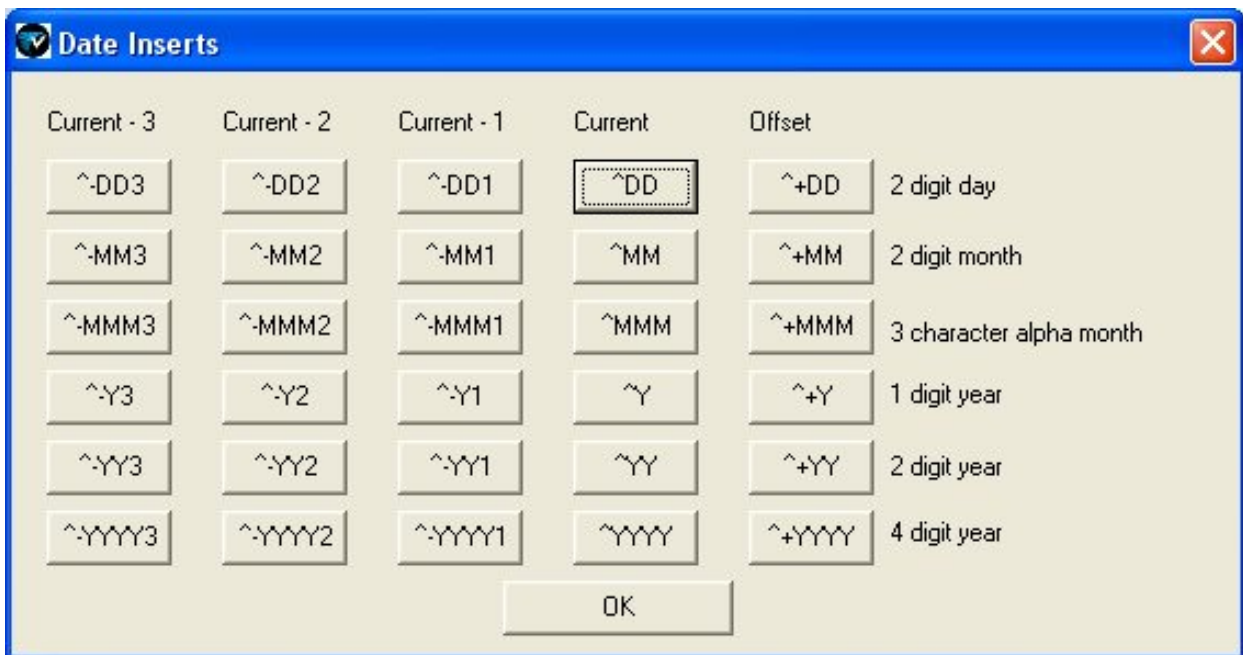 Date Inserts
Current - 3 Current - 2 Current - 1 Current Offset
^-DD3 ^-DD2 ^-DD1 ^DD ^+DD 2 digit day
^-MM3 ^-MM2 ^-MM1 ^MM ^+MM 2 digit month
^-MMM3 ^-MMM2 ^-MMM1 ^MMM ^+MMM 3 character alpha month
^-Y3 ^-Y2 ^-Y1 ^Y ^+Y 1 digit year
^-YY3 ^-YY2 ^-YY1 ^YY ^+YY 2 digit year
^-YYYY3 ^-YYYY2 ^-YYYY1 ^YYYY ^+YYYY 4 digit year
OK